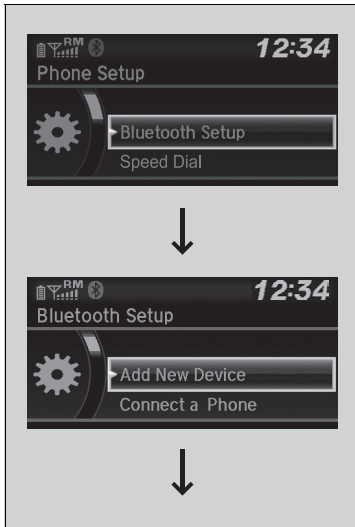 RM 12:34
Phone Setup
Bluetooth Setup
Speed Dial
RM 12:34
Bluetooth Setup
Add New Device
Connect a Phone